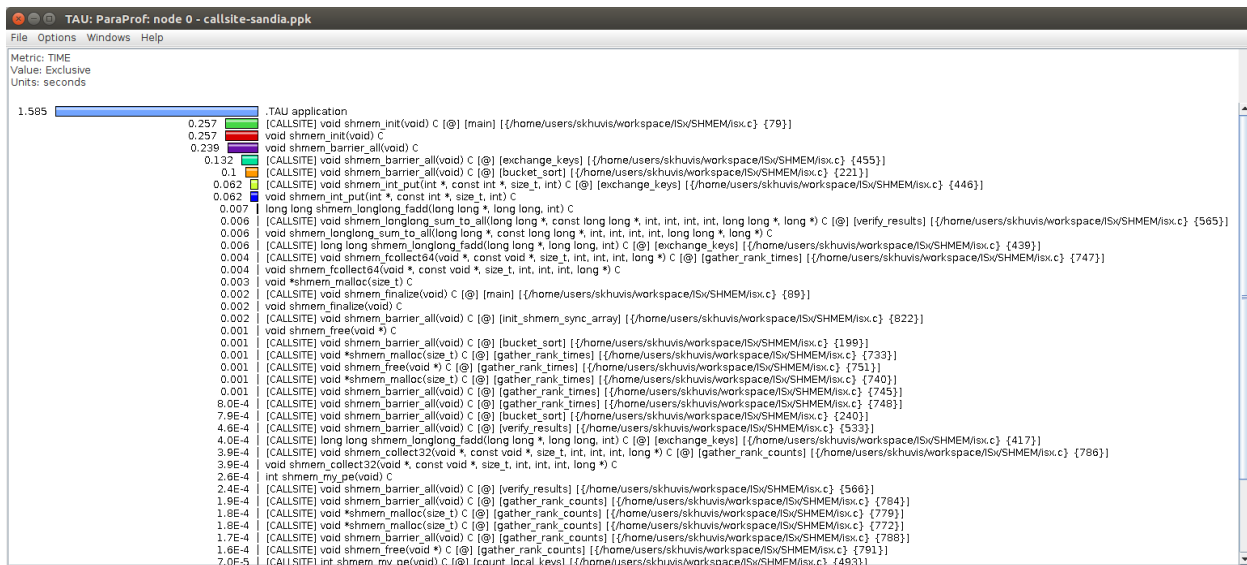 TAU: ParaProf: node 0 - callsite-sandia.ppk
File Options Windows Help
Metric: TIME
Value: Exclusive
Units: seconds
1.585 .TAU application
0.257 [CALLSITE] void shmem_init(void) C [@] [main] [{/home/users/skhuvis/workspace/ISx/SHMEM/isx.c} {79}]
0.257 void shmem_init(void) C
0.239 void shmem_barrier_all(void) C
0.132 [CALLSITE] void shmem_barrier_all(void) C [@] [exchange_keys] [{/home/users/skhuvis/workspace/ISx/SHMEM/isx.c} {455}]
0.1 [CALLSITE] void shmem_barrier_all(void) C [@] [bucket_sort] [{/home/users/skhuvis/workspace/ISx/SHMEM/isx.c} {221}]
0.062 [CALLSITE] void shmem_int_put(int *, const int *, size_t, int) C [@] [exchange_keys] [{/home/users/skhuvis/workspace/ISx/SHMEM/isx.c} {446}]
0.062 void shmem_int_put(int *, const int *, size_t, int) C
0.007 long long shmem_longlong_fadd(long long *, long long, int) C
0.006 [CALLSITE] void shmem_longlong_sum_to_all(long long *, const long long *, int, int, int, int, long long *, long *) C [@] [verify_results] [{/home/users/skhuvis/workspace/ISx/SHMEM/isx.c} {565}]
0.006 void shmem_longlong_sum_to_all(long long *, const long long *, int, int, int, int, long long *, long *) C
0.006 [CALLSITE] long long shmem_longlong_fadd(long long *, long long, int) C [@] [exchange_keys] [{/home/users/skhuvis/workspace/ISx/SHMEM/isx.c} {439}]
0.004 [CALLSITE] void shmem_fcollect64(void *, const void *, size_t, int, int, int, long *) C [@] [gather_rank_times] [{/home/users/skhuvis/workspace/ISx/SHMEM/isx.c} {747}]
0.004 void shmem_fcollect64(void *, const void *, size_t, int, int, int, long *) C
0.003 void *shmem_malloc(size_t) C
0.002 [CALLSITE] void shmem_finalize(void) C [@] [main] [{/home/users/skhuvis/workspace/ISx/SHMEM/isx.c} {89}]
0.002 void shmem_finalize(void) C
0.002 [CALLSITE] void shmem_barrier_all(void) C [@] [init_shmem_sync_array] [{/home/users/skhuvis/workspace/ISx/SHMEM/isx.c} {822}]
0.001 void shmem_free(void *) C
0.001 [CALLSITE] void shmem_barrier_all(void) C [@] [bucket_sort] [{/home/users/skhuvis/workspace/ISx/SHMEM/isx.c} {199}]
0.001 [CALLSITE] void *shmem_malloc(size_t) C [@] [gather_rank_times] [{/home/users/skhuvis/workspace/ISx/SHMEM/isx.c} {733}]
0.001 [CALLSITE] void shmem_free(void *) C [@] [gather_rank_times] [{/home/users/skhuvis/workspace/ISx/SHMEM/isx.c} {751}]
0.001 [CALLSITE] void *shmem_malloc(size_t) C [@] [gather_rank_times] [{/home/users/skhuvis/workspace/ISx/SHMEM/isx.c} {740}]
0.001 [CALLSITE] void shmem_barrier_all(void) C [@] [gather_rank_times] [{/home/users/skhuvis/workspace/ISx/SHMEM/isx.c} {745}]
8.0E-4 [CALLSITE] void shmem_barrier_all(void) C [@] [gather_rank_times] [{/home/users/skhuvis/workspace/ISx/SHMEM/isx.c} {748}]
7.9E-4 [CALLSITE] void shmem_barrier_all(void) C [@] [bucket_sort] [{/home/users/skhuvis/workspace/ISx/SHMEM/isx.c} {240}]
4.6E-4 [CALLSITE] void shmem_barrier_all(void) C [@] [verify_results] [{/home/users/skhuvis/workspace/ISx/SHMEM/isx.c} {533}]
4.0E-4 [CALLSITE] long long shmem_longlong_fadd(long long *, long long, int) C [@] [exchange_keys] [{/home/users/skhuvis/workspace/ISx/SHMEM/isx.c} {417}]
3.9E-4 [CALLSITE] void shmem_collect32(void *, const void *, size_t, int, int, int, long *) C [@] [gather_rank_counts] [{/home/users/skhuvis/workspace/ISx/SHMEM/isx.c} {786}]
3.9E-4 void shmem_collect32(void *, const void *, size_t, int, int, int, long *) C
2.6E-4 int shmem_my_pe(void) C
2.4E-4 [CALLSITE] void shmem_barrier_all(void) C [@] [verify_results] [{/home/users/skhuvis/workspace/ISx/SHMEM/isx.c} {566}]
1.9E-4 [CALLSITE] void shmem_barrier_all(void) C [@] [gather_rank_counts] [{/home/users/skhuvis/workspace/ISx/SHMEM/isx.c} {784}]
1.8E-4 [CALLSITE] void *shmem_malloc(size_t) C [@] [gather_rank_counts] [{/home/users/skhuvis/workspace/ISx/SHMEM/isx.c} {779}]
1.8E-4 [CALLSITE] void *shmem_malloc(size_t) C [@] [gather_rank_counts] [{/home/users/skhuvis/workspace/ISx/SHMEM/isx.c} {772}]
1.7E-4 [CALLSITE] void shmem_barrier_all(void) C [@] [gather_rank_counts] [{/home/users/skhuvis/workspace/ISx/SHMEM/isx.c} {788}]
1.6E-4 [CALLSITE] void shmem_free(void *) C [@] [gather_rank_counts] [{/home/users/skhuvis/workspace/ISx/SHMEM/isx.c} {791}]
7.0E-5 [CALLSITE] int shmem_my_pe(void) C [@] [count_local_keys] [{/home/users/skhuvis/workspace/ISx/SHMEM/isx.c} {493}]